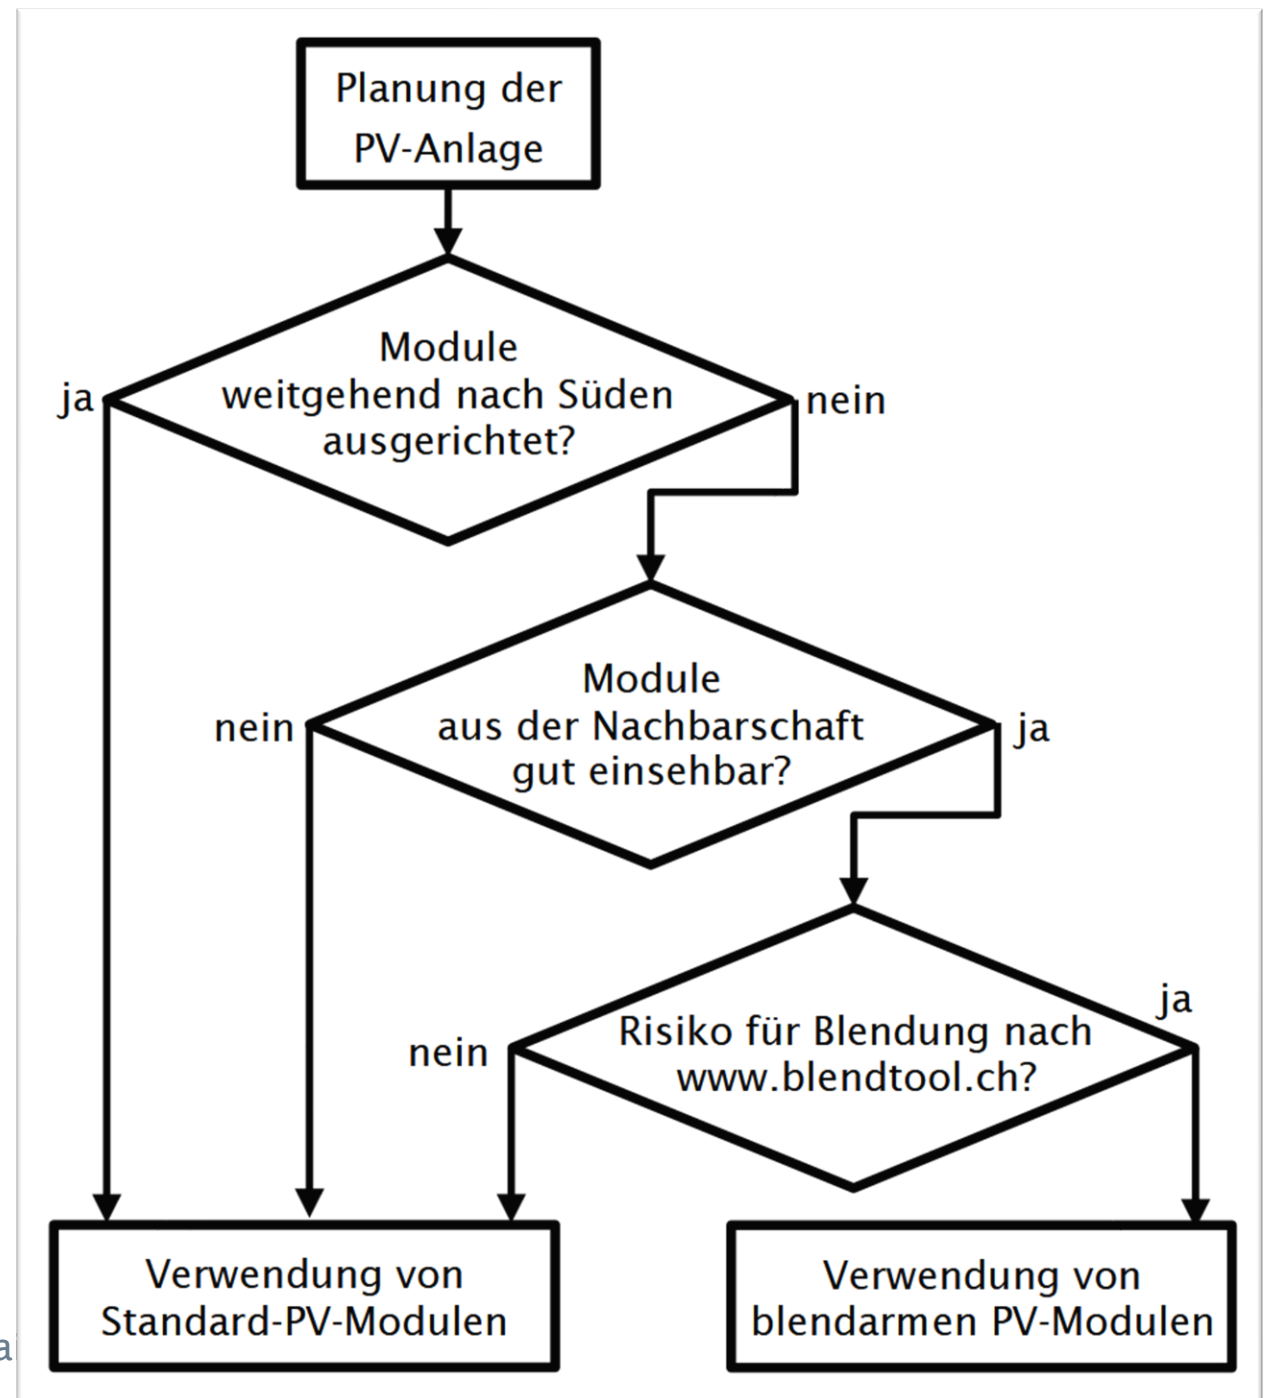 Planung der
PV-Anlage
Module
weitgehend nach Süden
ausgerichtet?
ja
nein
Module
aus der Nachbarschaft
gut einsehbar?
nein
ja
Risiko für Blendung nach
www.blendtool.ch?
nein
ja
Verwendung von
Standard-PV-Modulen
Verwendung von
blendarmen PV-Modulen